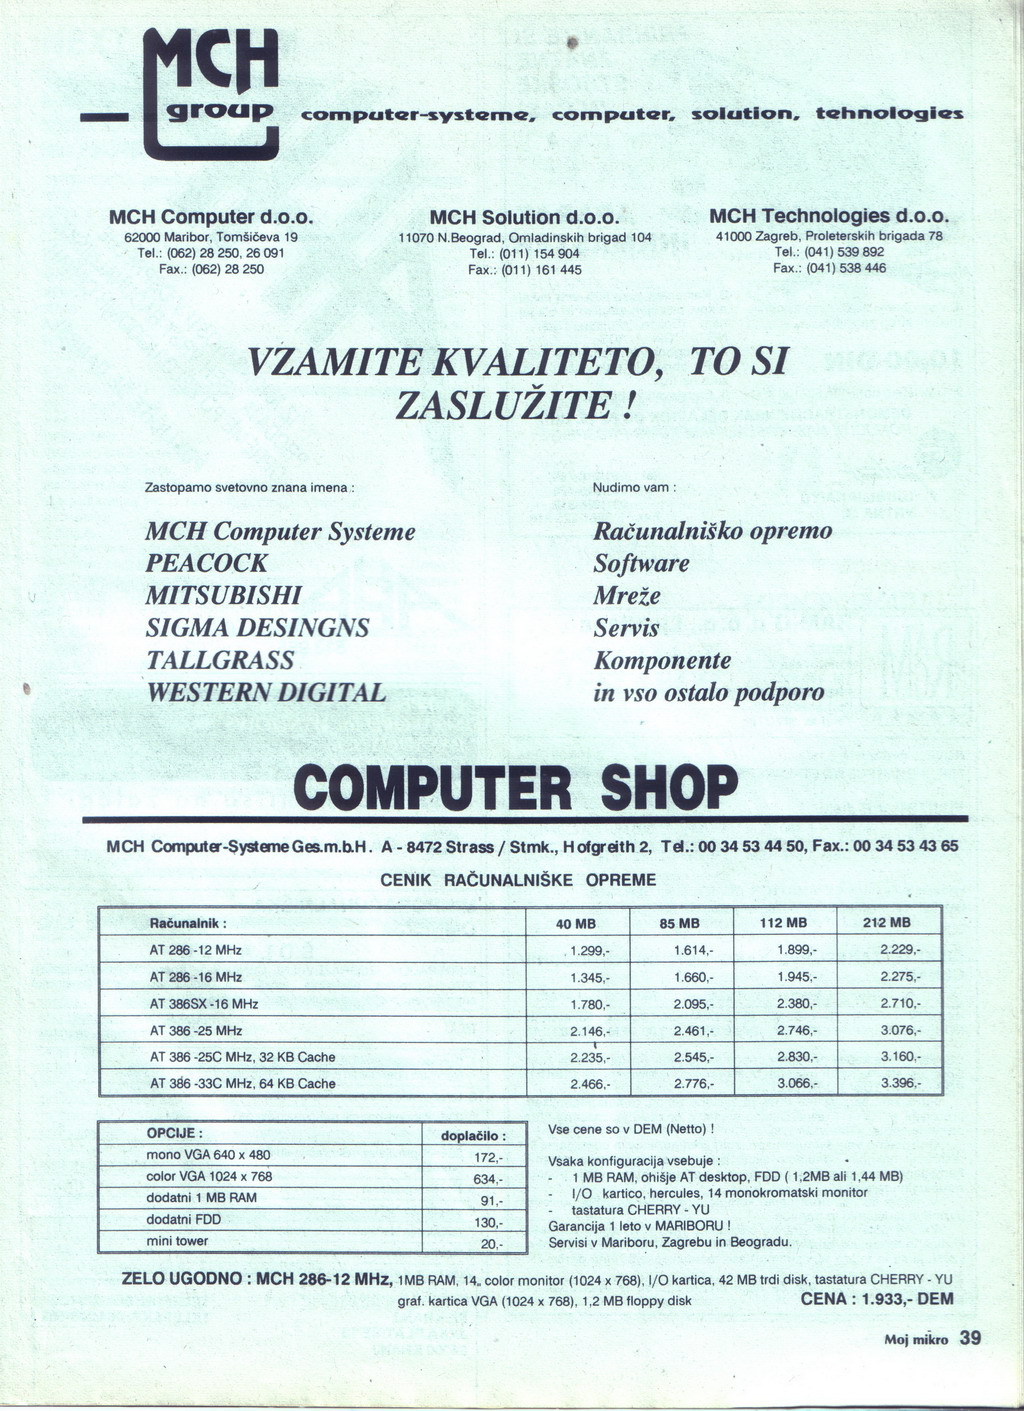 MCH
group
computer-systeme, computer, solution, tehnologies
MCH Computer d.o.o.
62000 Maribor, Tomšičeva 19
Tel.: (062) 28 250, 26 091
Fax.: (062) 28 250
MCH Solution d.o.o.
11070 N.Beograd, Omladinskih brigad 104
Tel.: (011) 154 904
Fax.: (011) 161 445
MCH Technologies d.o.o.
41000 Zagreb, Proleterskih brigada 78
Tel.: (041) 539 892
Fax.: (041) 538 446
VZAMITE KVALITETO, TO SI
ZASLUŽITE !
Zastopamo svetovno znana imena :
MCH Computer Systeme
PEACOCK
MITSUBISHI
SIGMA DESINGNS
TALLGRASS
WESTERN DIGITAL
Nudimo vam :
Računalniško opremo
Software
Mreže
Servis
Komponente
in vso ostalo podporo
COMPUTER SHOP
MCH Computer-Systeme Ges.m.b.H. A - 8472 Strass / Stmk., Hofgreith 2, Tel.: 00 34 53 44 50, Fax.: 00 34 53 43 65
CENIK RAČUNALNIŠKE OPREME
Računalnik : 40 MB 85 MB 112 MB 212 MB
AT 286 -12 MHz 1.299,- 1.614,- 1.899,- 2.229,-
AT 286 -16 MHz 1.345,- 1.660,- 1.945,- 2.275,-
AT 386SX -16 MHz 1.780,- 2.095,- 2.380,- 2.710,-
AT 386 -25 MHz 2.146,- 2.461,- 2.746,- 3.076,-
AT 386 -25C MHz, 32 KB Cache 2.235,- 2.545,- 2.830,- 3.160,-
AT 386 -33C MHz, 64 KB Cache 2.466,- 2.776,- 3.066,- 3.396,-
OPCIJE : doplačilo :
mono VGA 640 x 480 172,-
color VGA 1024 x 768 634,-
dodatni 1 MB RAM 91,-
dodatni FDD 130,-
mini tower 20,-
Vse cene so v DEM (Netto) !
Vsaka konfiguracija vsebuje :
- 1 MB RAM, ohišje AT desktop, FDD ( 1,2MB ali 1,44 MB)
- I/O kartico, hercules, 14 monokromatski monitor
- tastatura CHERRY - YU
Garancija 1 leto v MARIBORU !
Servisi v Mariboru, Zagrebu in Beogradu.
ZELO UGODNO : MCH 286-12 MHz, 1MB RAM, 14„ color monitor (1024 x 768), I/O kartica, 42 MB trdi disk, tastatura CHERRY - YU
graf. kartica VGA (1024 x 768), 1,2 MB floppy disk CENA : 1.933,- DEM
Moj mikro 39